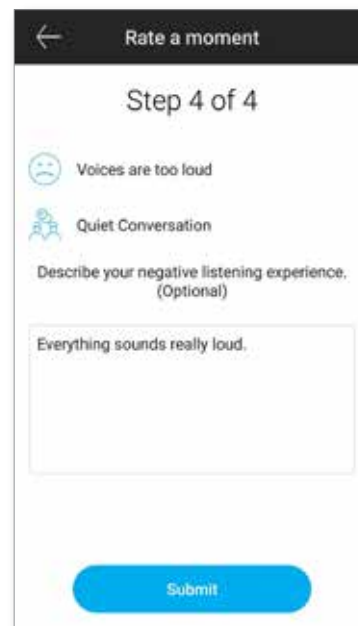 Rate a moment
Step 4 of 4
Voices are too loud
Quiet Conversation
Describe your negative listening experience.
(Optional)
Everything sounds really loud.
Submit